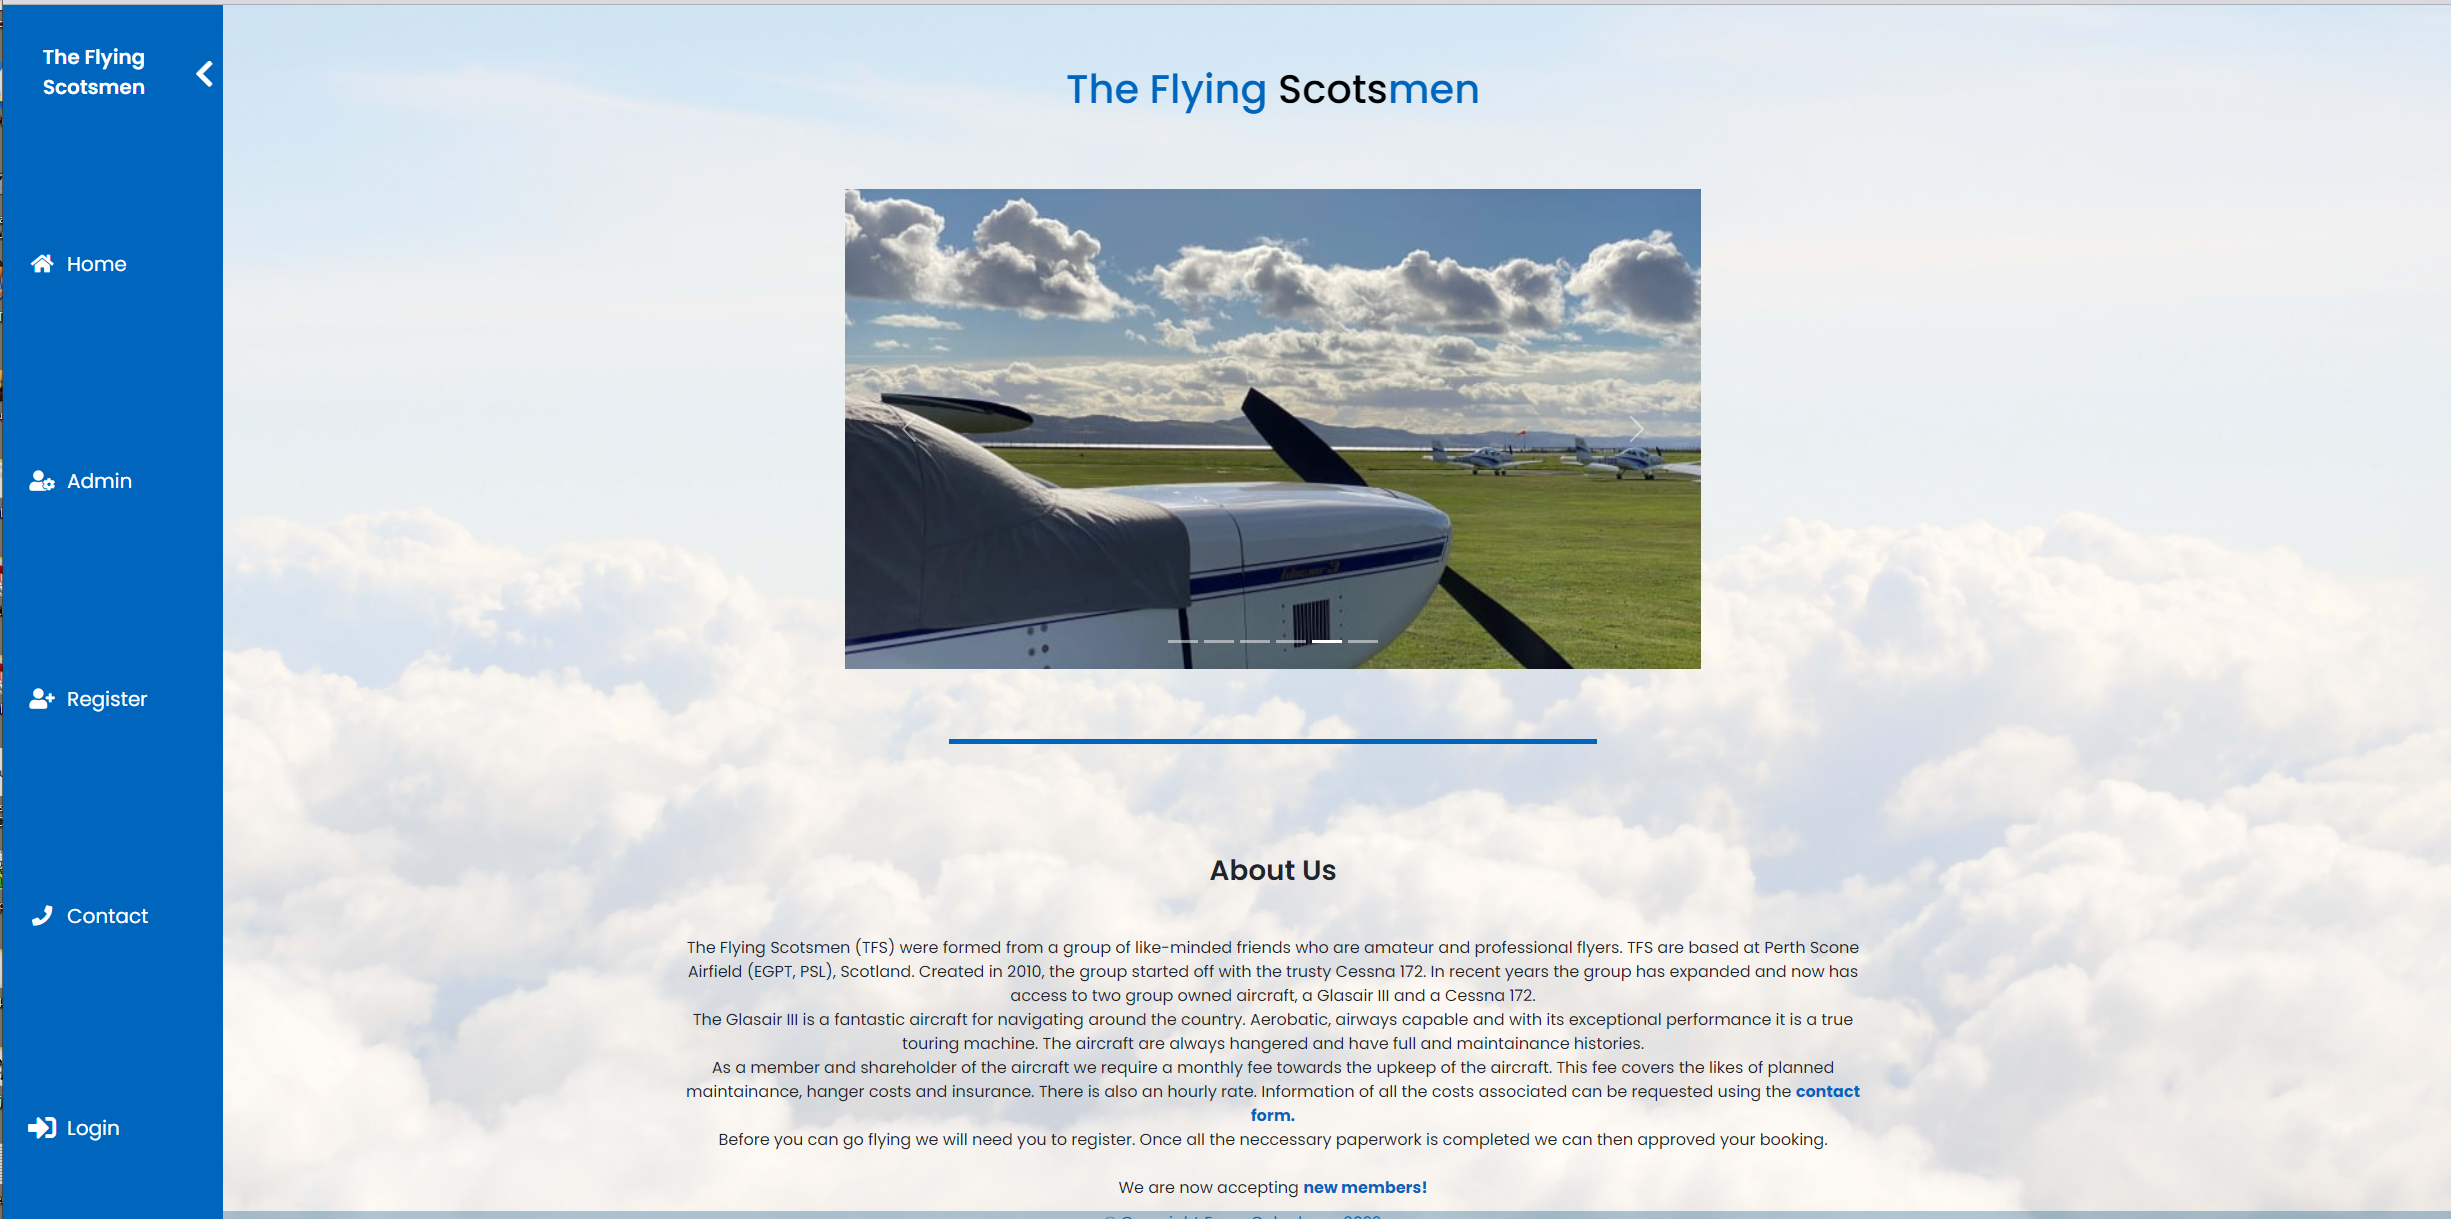 The Flying
Scotsmen
The Flying Scotsmen
Home
Admin
Register
Contact
Login
About Us
The Flying Scotsmen (TFS) were formed from a group of like-minded friends who are amateur and professional flyers. TFS are based at Perth Scone
Airfield (EGPT, PSL), Scotland. Created in 2010, the group started off with the trusty Cessna 172. In recent years the group has expanded and now has
access to two group owned aircraft, a Glasair III and a Cessna 172.
The Glasair III is a fantastic aircraft for navigating around the country. Aerobatic, airways capable and with its exceptional performance it is a true
touring machine. The aircraft are always hangered and have full and maintainance histories.
As a member and shareholder of the aircraft we require a monthly fee towards the upkeep of the aircraft. This fee covers the likes of planned
maintainance, hanger costs and insurance. There is also an hourly rate. Information of all the costs associated can be requested using the contact
form.
Before you can go flying we will need you to register. Once all the neccessary paperwork is completed we can then approved your booking.
We are now accepting new members!